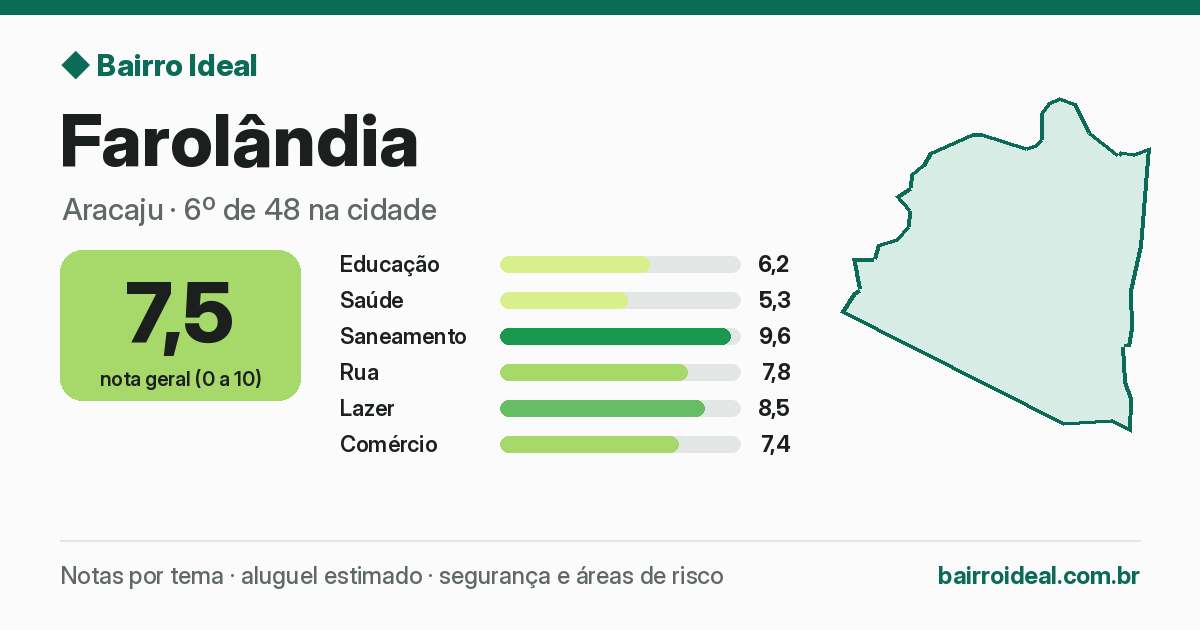 Bairro Ideal
Farolândia
Aracaju · 6º de 48 na cidade
7,5
nota geral (0 a 10)
Educação 6,2
Saúde 5,3
Saneamento 9,6
Rua 7,8
Lazer 8,5
Comércio 7,4
Notas por tema · aluguel estimado · segurança e áreas de risco
bairroideal.com.br